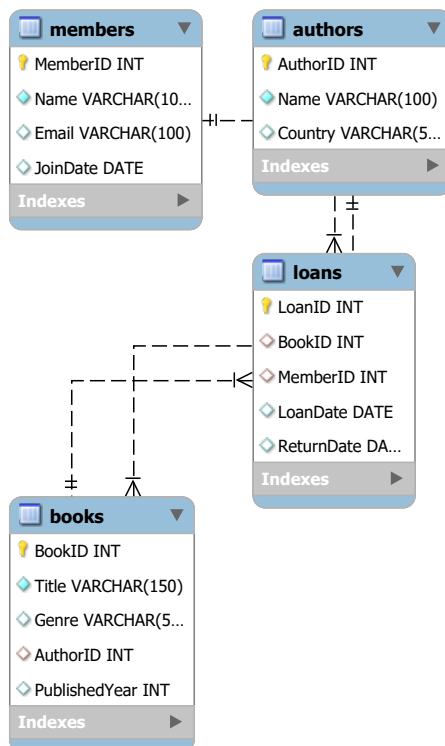 members
MemberID INT
Name VARCHAR(10...
Email VARCHAR(100)
JoinDate DATE
Indexes
authors
AuthorID INT
Name VARCHAR(100)
Country VARCHAR(5...
Indexes
loans
LoanID INT
BookID INT
MemberID INT
LoanDate DATE
ReturnDate DA...
Indexes
books
BookID INT
Title VARCHAR(150)
Genre VARCHAR(5...
AuthorID INT
PublishedYear INT
Indexes